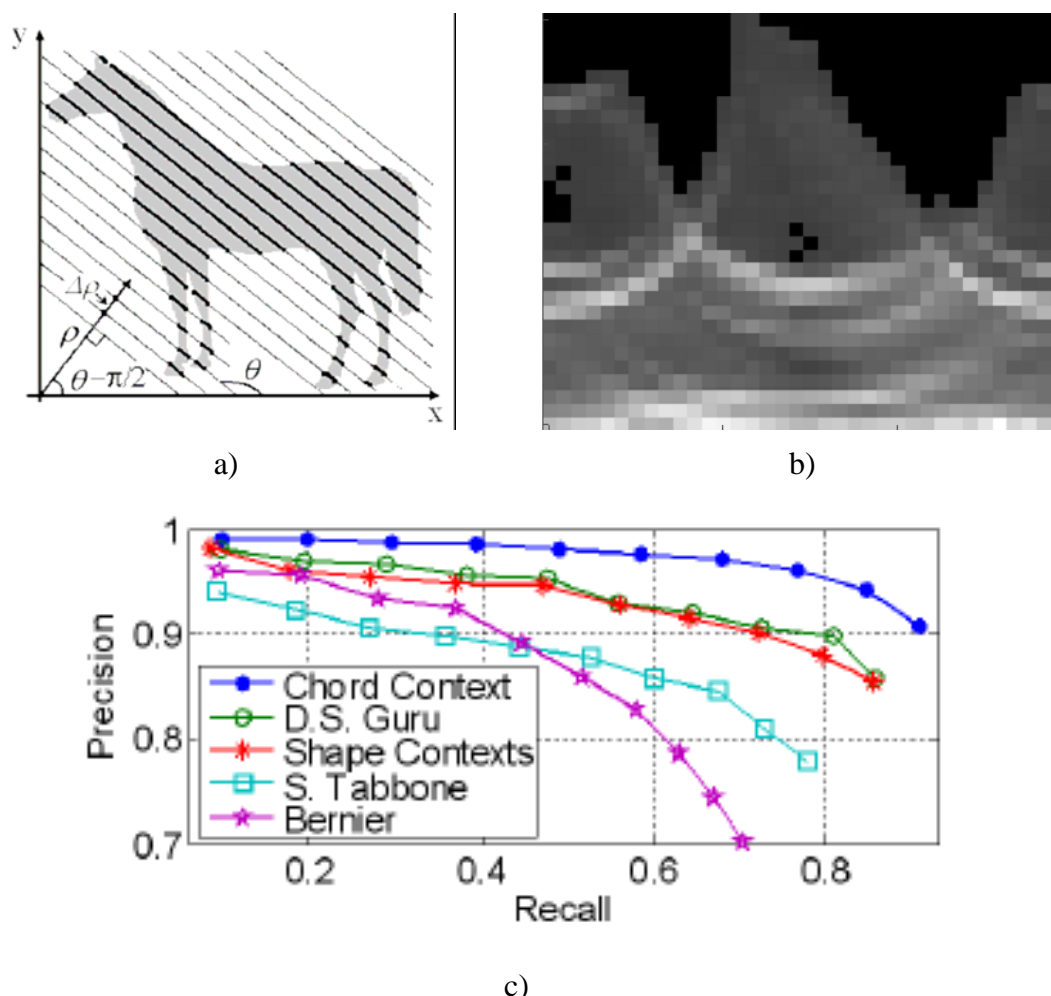 y
Δρ
ρ
θ−π/2
θ
x
a)
b)
1
0.9
0.8
0.7
Precision
Chord Context
D.S. Guru
Shape Contexts
S. Tabbone
Bernier
0.2 0.4 0.6 0.8
Recall
c)